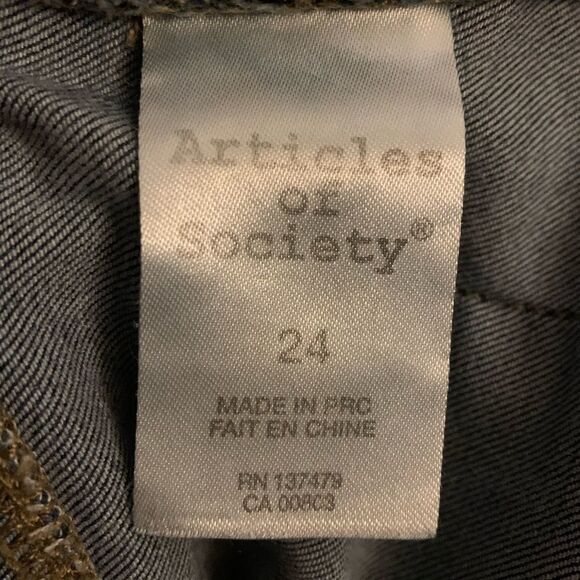 Articles
of
Society®
24
MADE IN PRC
FAIT EN CHINE
RN 137479
CA 00603